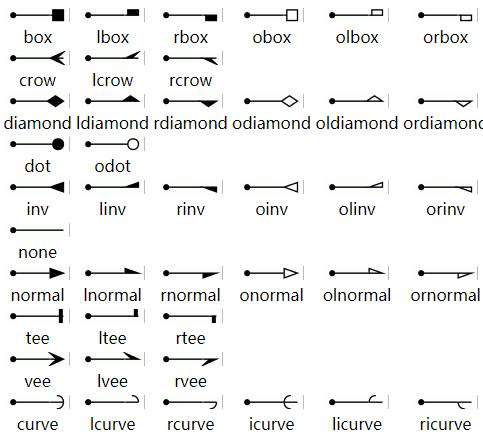 box lbox rbox obox olbox orbox
crow lcrow rcrow
diamond ldiamond rdiamond odiamond oldiamond ordiamond
dot odot
inv linv rinv oinv olinv orinv
none
normal lnormal rnormal onormal olnormal ornormal
tee ltee rtee
vee lvee rvee
curve lcurve rcurve icurve licurve ricurve